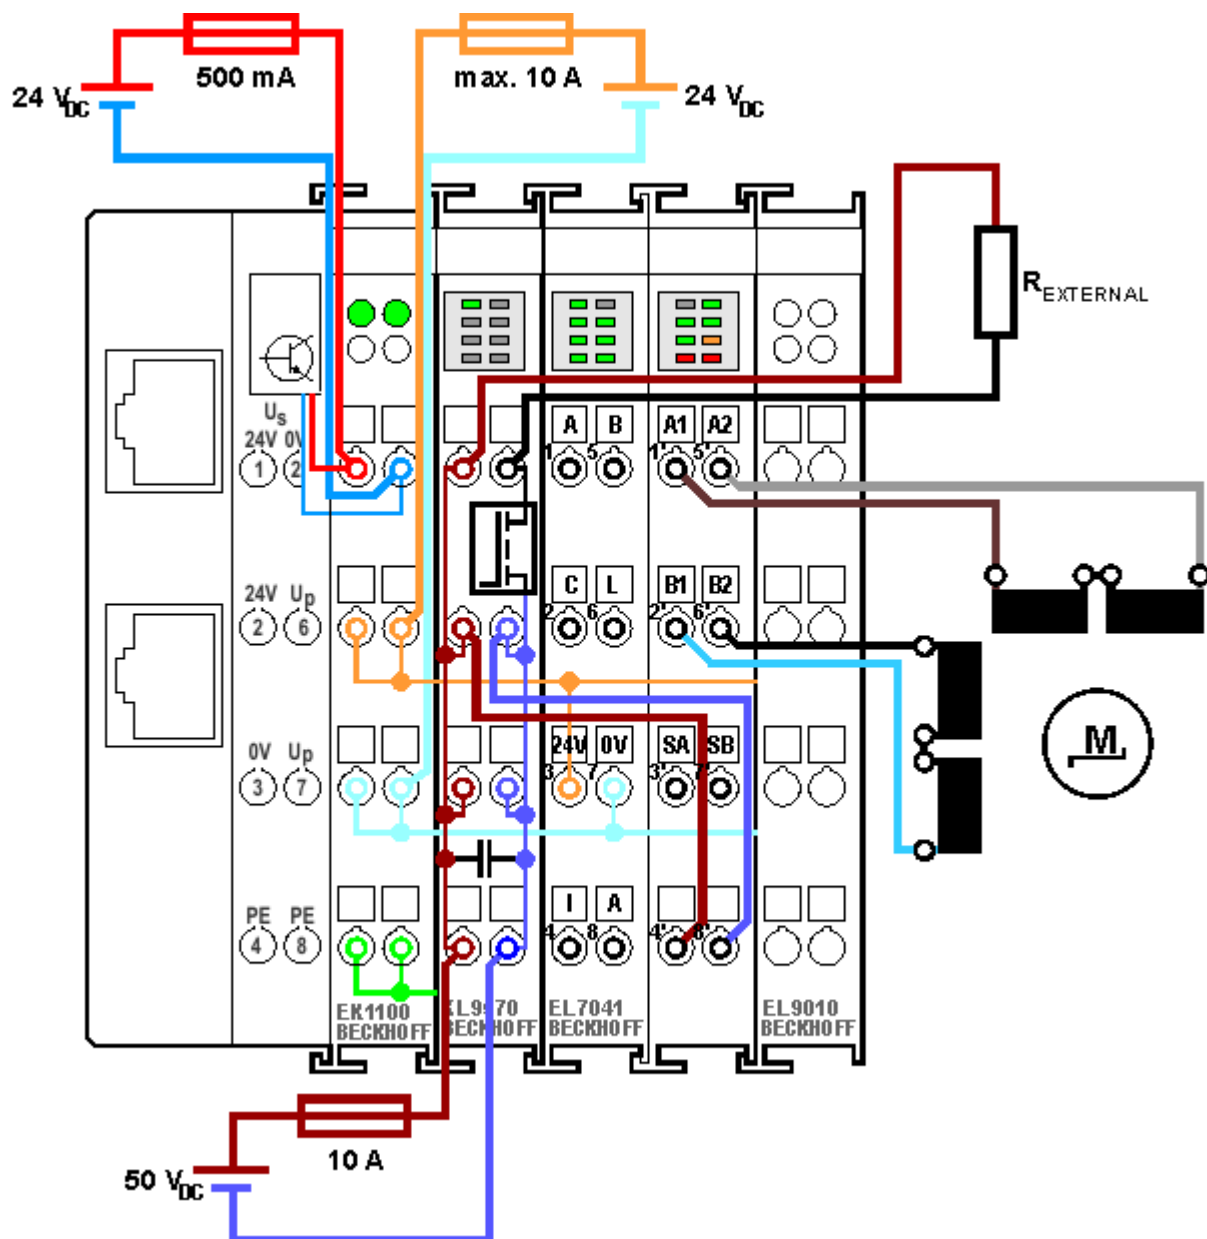 500 mA
max. 10 A
24 VDC
24 VDC
REXTERNAL
Us
24V 0V
1 2
A B
1 5
A1 A2
1' 5'
24V Up
2 6
C L
2 6
B1 B2
2' 6'
M
0V Up
3 7
24V 0V
3 7
SA SB
3' 7'
PE PE
4 8
I A
4 8
4' 8'
EK1100
BECKHOFF
BECKHOFF
EL7041
BECKHOFF
EL9010
BECKHOFF
10 A
50 VDC